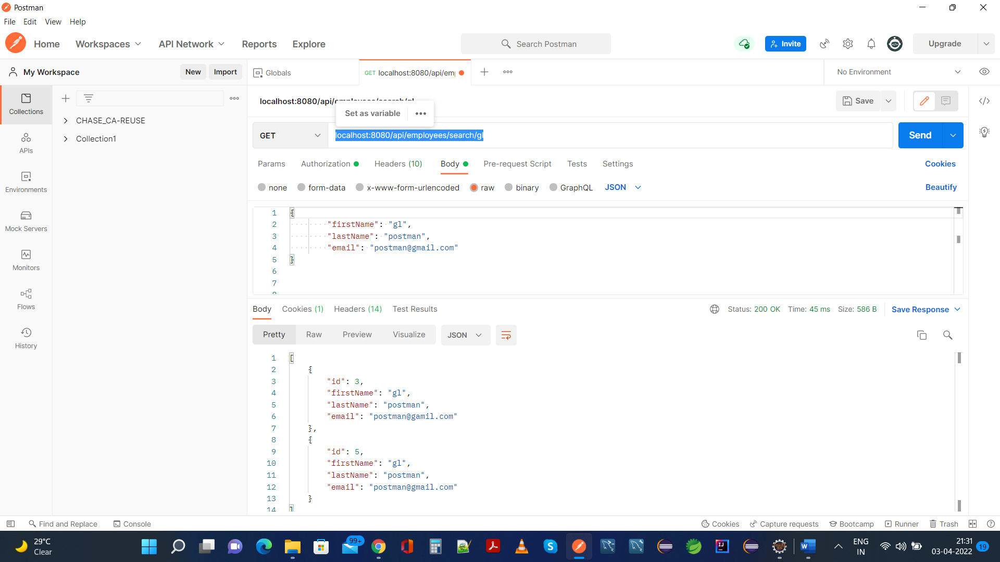 Postman
File Edit View Help
Home Workspaces API Network Reports Explore Search Postman Invite Upgrade
My Workspace New Import Globals GET localhost:8080/api/em No Environment
localhost:8080/api/employees/search/gl Save
Set as variable
GET localhost:8080/api/employees/search/gl Send
Collections
APIs
Environments
Mock Servers
Monitors
Flows
History
CHASE_CA-REUSE
Collection1
Params Authorization Headers (10) Body Pre-request Script Tests Settings Cookies
none form-data x-www-form-urlencoded raw binary GraphQL JSON Beautify
1 {
2 "firstName": "gl",
3 "lastName": "postman",
4 "email": "postman@gmail.com"
5 }
6
7
8
Body Cookies (1) Headers (14) Test Results Status: 200 OK Time: 45 ms Size: 586 B Save Response
Pretty Raw Preview Visualize JSON
1 [
2 {
3 "id": 3,
4 "firstName": "gl",
5 "lastName": "postman",
6 "email": "postman@gamil.com"
7 },
8 {
9 "id": 5,
10 "firstName": "gl",
11 "lastName": "postman",
12 "email": "postman@gmail.com"
13 }
14 ]
Find and Replace Console Cookies Capture requests Bootcamp Runner Trash
29°C
Clear
99+
ENG
IN
21:31
03-04-2022
19